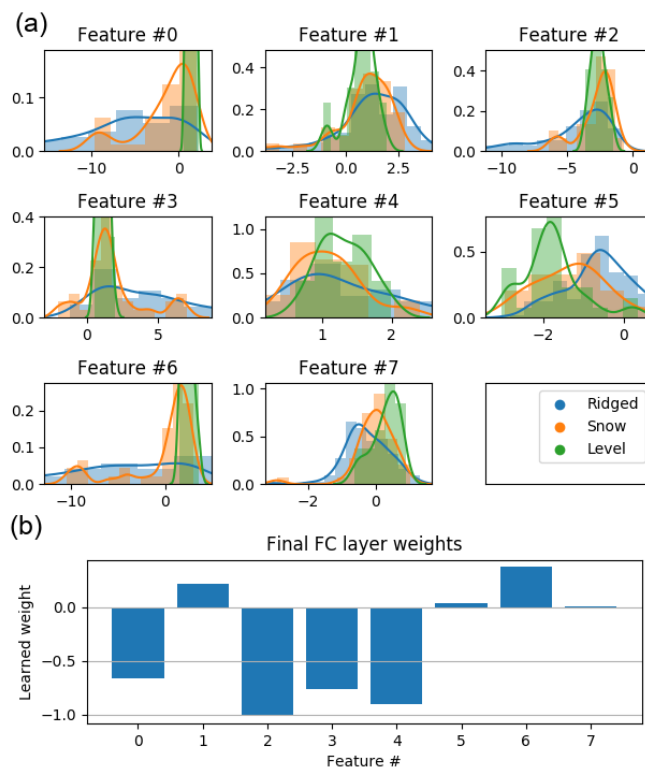 (a)
Feature #0
Feature #1
Feature #2
0.1
0.0
−10
0
0.4
0.2
0.0
−2.5
0.0
2.5
0.4
0.2
0.0
−10
−5
0
Feature #3
Feature #4
Feature #5
0.4
0.2
0.0
0
5
1.0
0.5
0.0
1
2
0.5
0.0
−2
0
Feature #6
Feature #7
0.2
0.1
0.0
−10
0
1.0
0.5
0.0
−2
0
Ridged
Snow
Level
(b)
Final FC layer weights
Learned weight
0.0
−0.5
−1.0
0 1 2 3 4 5 6 7
Feature #